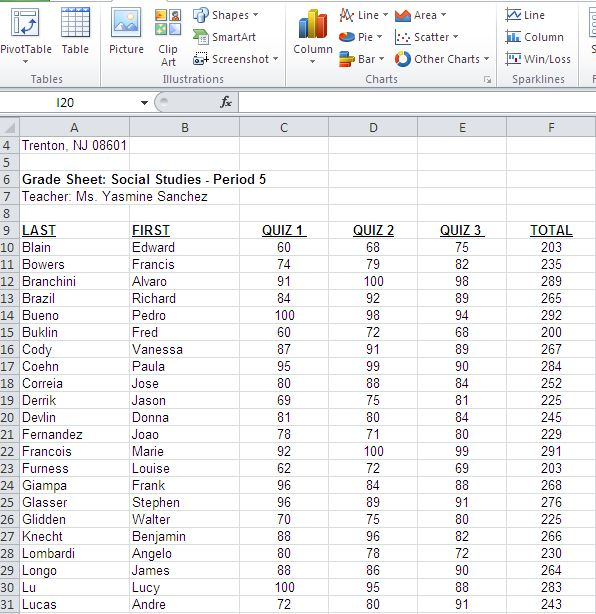 PivotTable Table Picture Clip Art Shapes SmartArt Screenshot Column Line Pie Bar Area Scatter Other Charts Line Column Win/Loss
Tables Illustrations Charts Sparklines
I20 fx
A B C D E F
4 Trenton, NJ 08601
5
6 Grade Sheet: Social Studies - Period 5
7 Teacher: Ms. Yasmine Sanchez
8
9 LAST FIRST QUIZ 1 QUIZ 2 QUIZ 3 TOTAL
10 Blain Edward 60 68 75 203
11 Bowers Francis 74 79 82 235
12 Branchini Alvaro 91 100 98 289
13 Brazil Richard 84 92 89 265
14 Bueno Pedro 100 98 94 292
15 Buklin Fred 60 72 68 200
16 Cody Vanessa 87 91 89 267
17 Coehn Paula 95 99 90 284
18 Correia Jose 80 88 84 252
19 Derrik Jason 69 75 81 225
20 Devlin Donna 81 80 84 245
21 Fernandez Joao 78 71 80 229
22 Francois Marie 92 100 99 291
23 Furness Louise 62 72 69 203
24 Giampa Frank 96 84 88 268
25 Glasser Stephen 96 89 91 276
26 Glidden Walter 70 75 80 225
27 Knecht Benjamin 88 96 82 266
28 Lombardi Angelo 80 78 72 230
29 Longo James 88 86 90 264
30 Lu Lucy 100 95 88 283
31 Lucas Andre 72 80 91 243